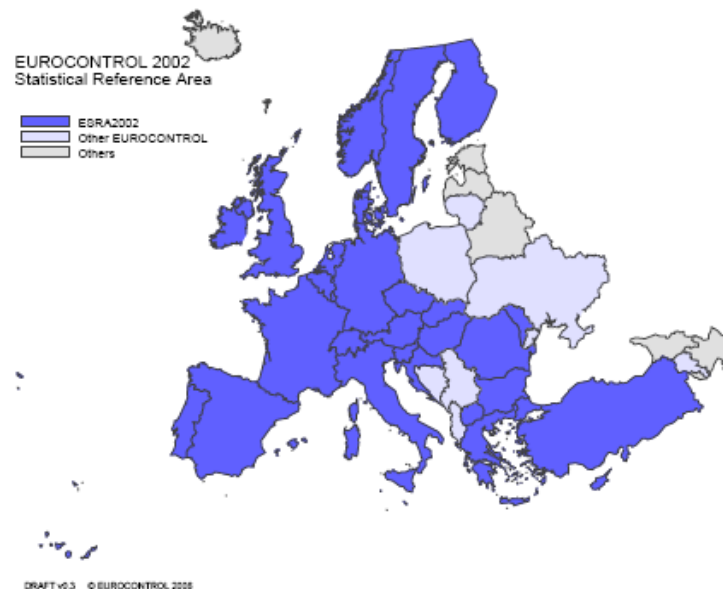 EUROCONTROL 2002
Statistical Reference Area
ESRA2002
Other EUROCONTROL
Others
DRAFT v0.3 © EUROCONTROL 2008